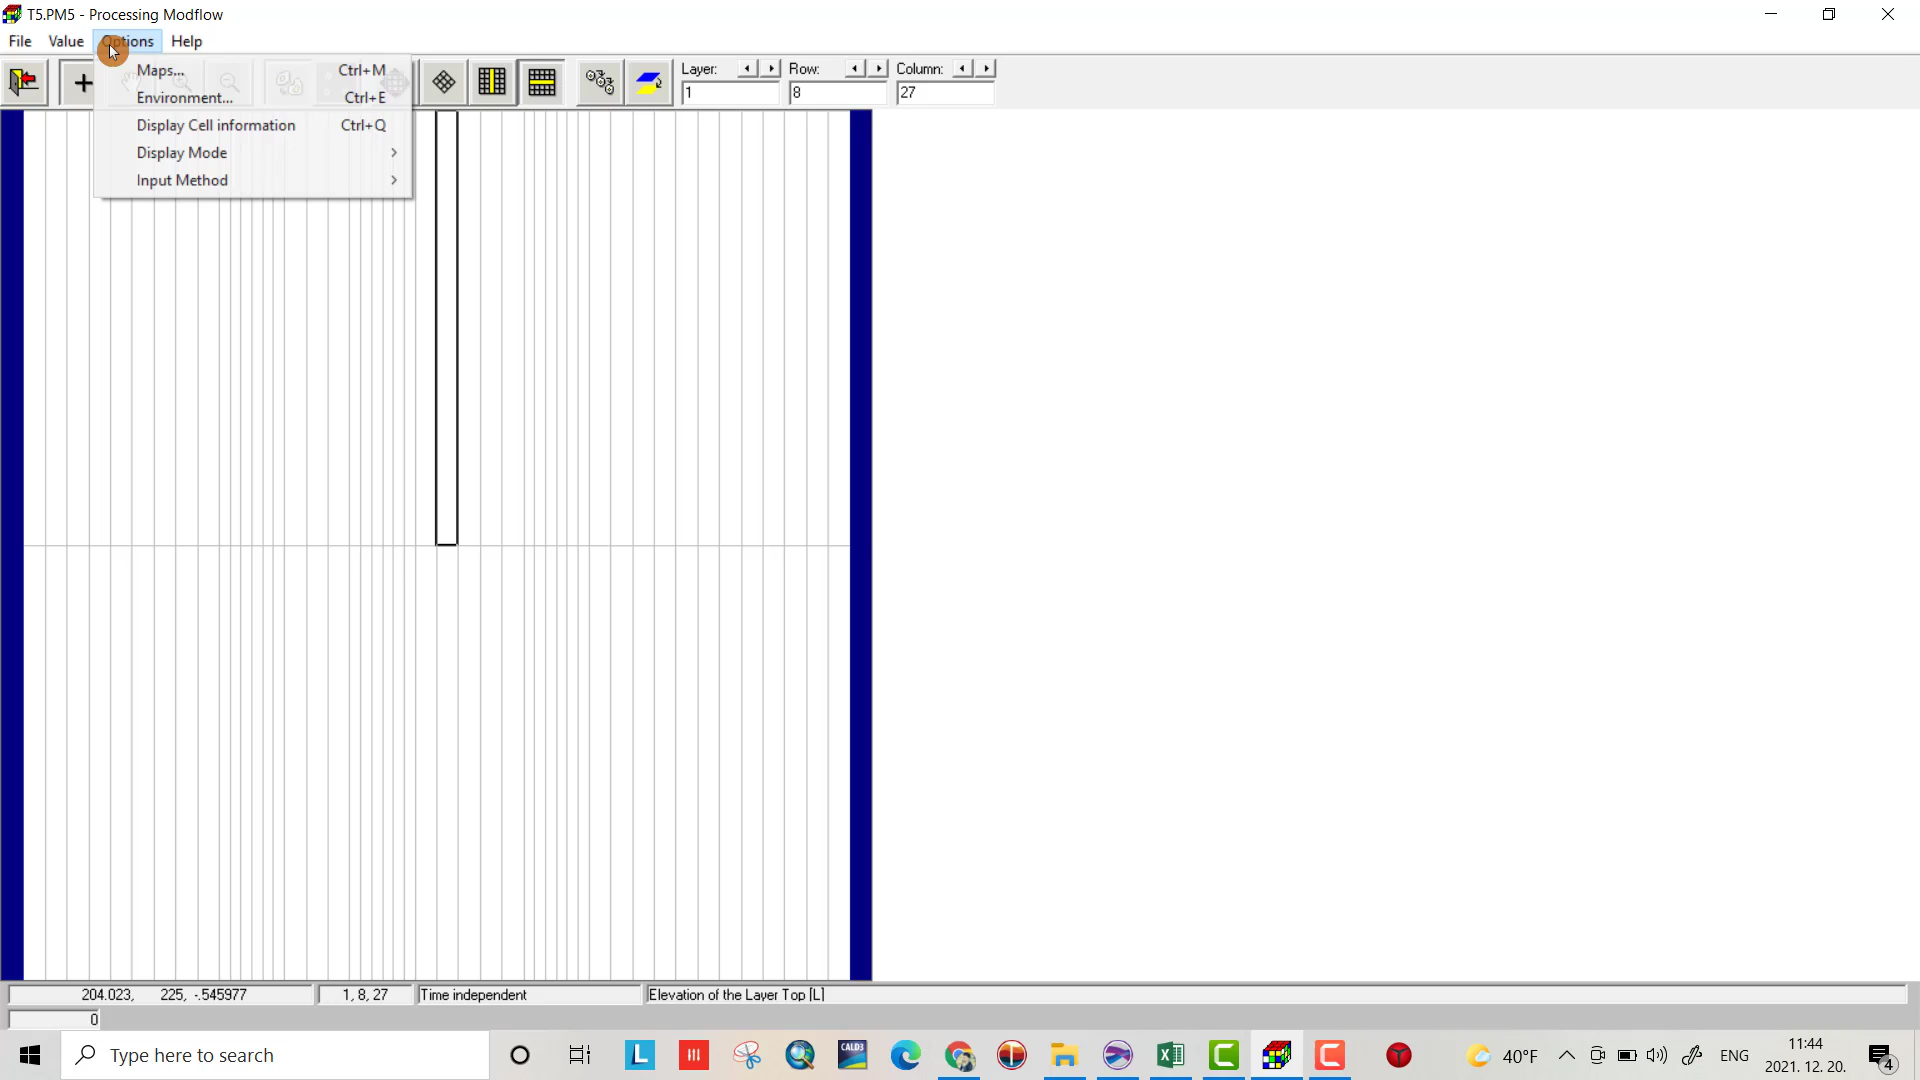 T5.PM5 - Processing Modflow
File Value Options Help
Maps... Ctrl+M
Environment... Ctrl+E
Display Cell information Ctrl+Q
Display Mode
Input Method
Layer: Row: Column:
1 8 27
204.023, 225, -.545977 1, 8, 27 Time independent Elevation of the Layer Top [L]
0
Type here to search
L
CALD3
C
C
40°F
ENG
11:44
2021. 12. 20.
4